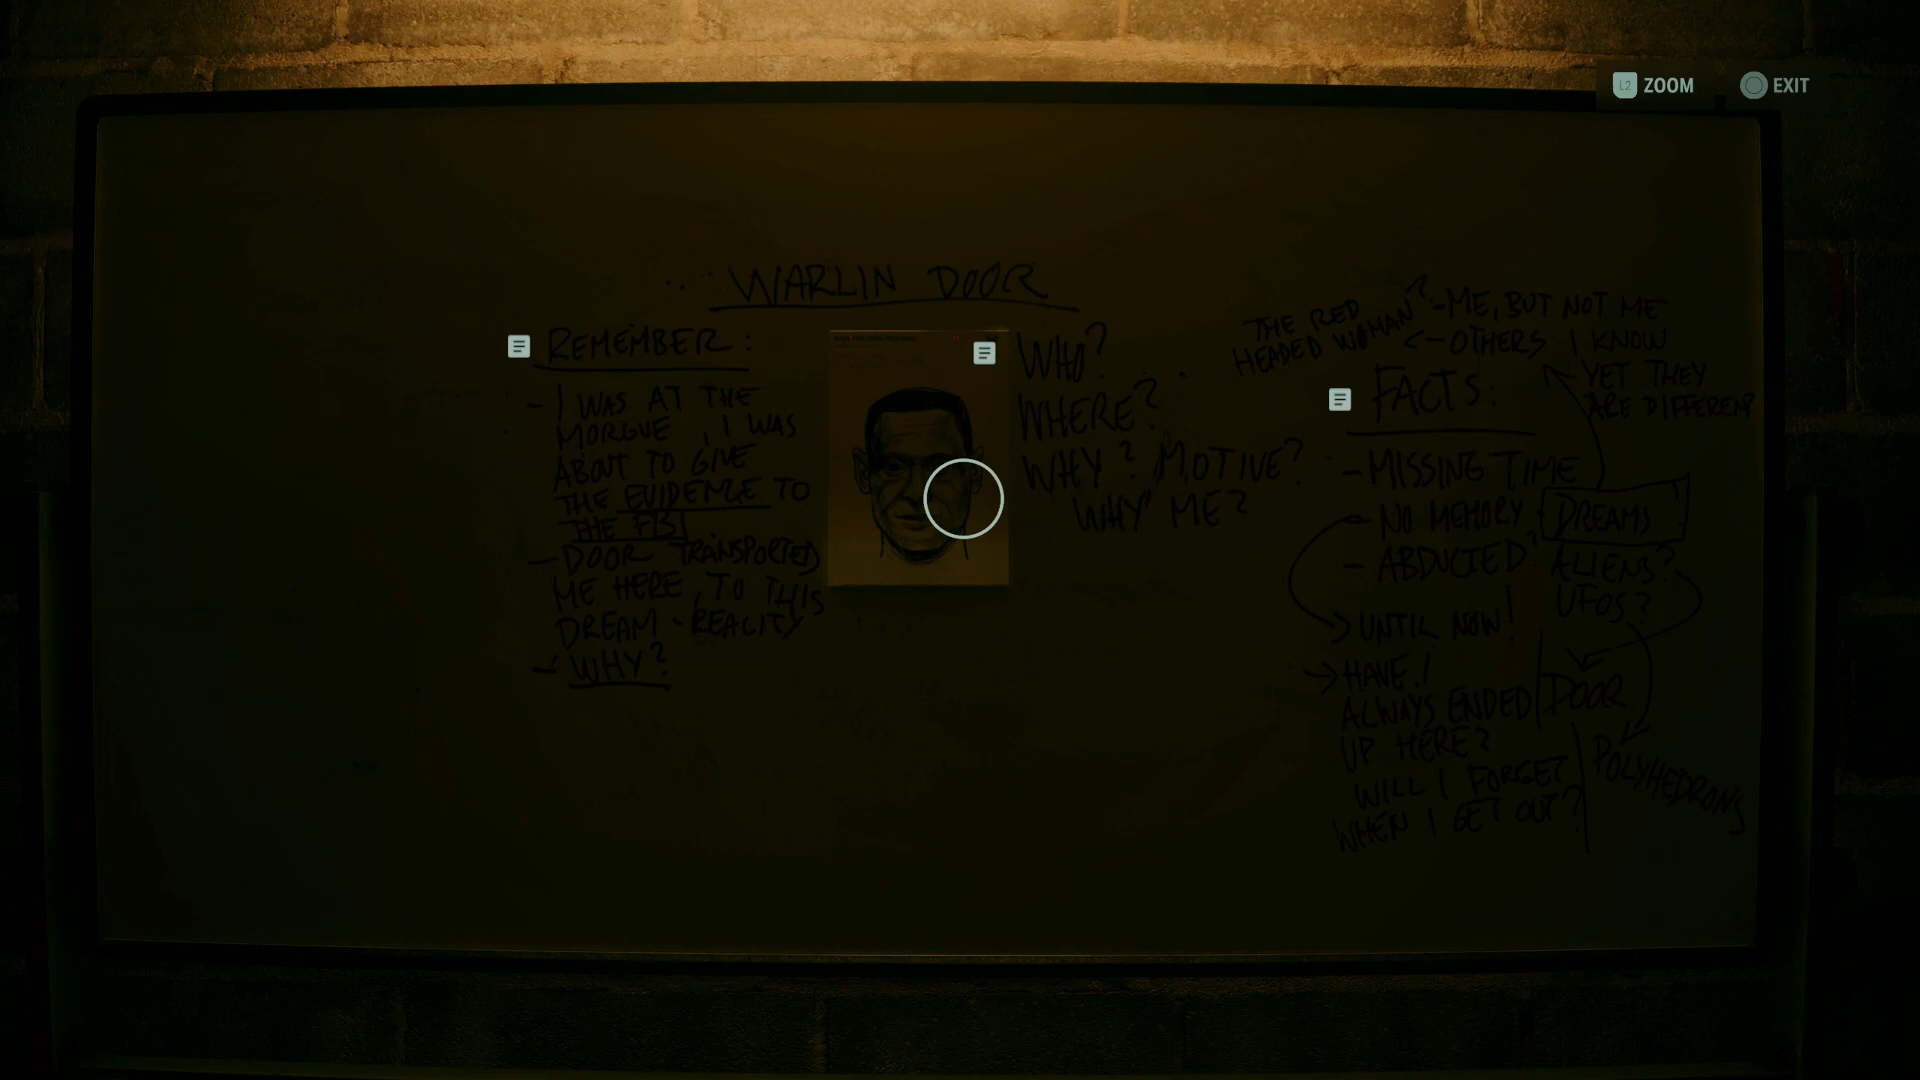 ZOOM
EXIT
WARLIN DOOR
REMEMBER:
- I WAS AT THE
MORGUE, I WAS
ABOUT TO GIVE
THE EVIDENCE TO
THE FBI
- DOOR TRANSPORTED
ME HERE, TO THIS
DREAM-REALITY
- WHY?
WHO?
WHERE?
WHY? MOTIVE?
WHY ME?
THE RED
HEADED WOMAN?
- ME, BUT NOT ME
- OTHERS I KNOW
YET THEY
ARE DIFFERENT
FACTS:
- MISSING TIME
- NO MEMORY
DREAMS
- ABDUCTED? ALIENS?
UFOS?
UNTIL NOW!
HAVE I
ALWAYS ENDED
UP HERE?
WILL I FORGET
WHEN I GET OUT?
DOOR
POLYHEDRONS